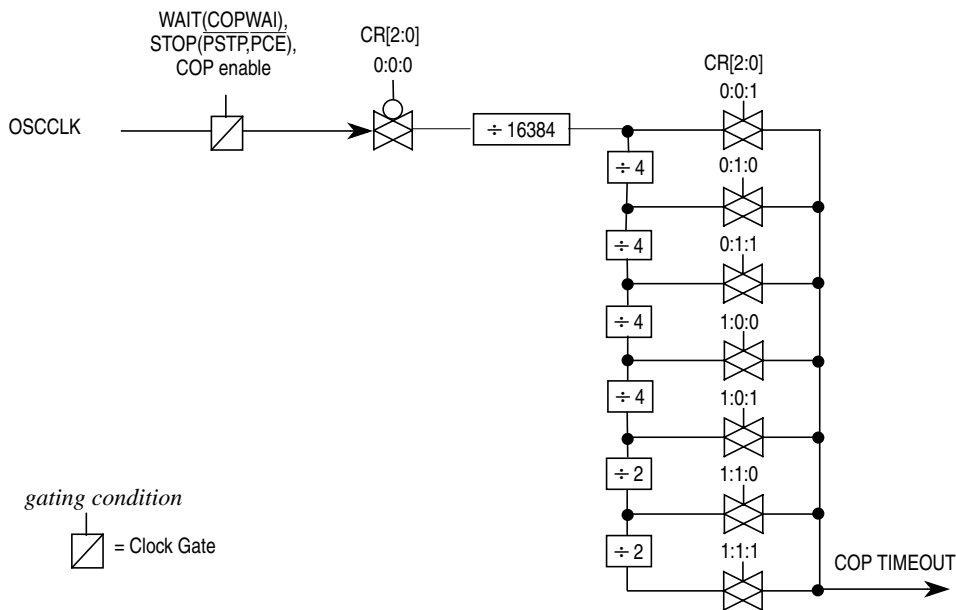 WAIT(COPWAI),
STOP(PSTP,PCE),
COP enable
CR[2:0]
0:0:0
CR[2:0]
0:0:1
OSCCLK
÷ 16384
÷ 4
0:1:0
÷ 4
0:1:1
÷ 4
1:0:0
÷ 4
1:0:1
÷ 2
1:1:0
÷ 2
1:1:1
gating condition
= Clock Gate
COP TIMEOUT